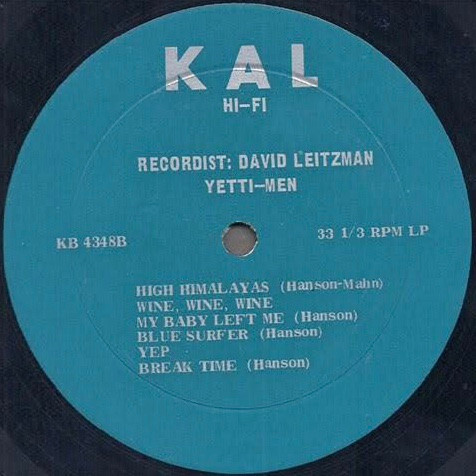 KAL
HI-FI
RECORDIST: DAVID LEITZMAN
YETTI-MEN
KB 4348B
33 1/3 RPM LP
HIGH HIMALAYAS (Hanson-Mahn)
WINE, WINE, WINE
MY BABY LEFT ME (Hanson)
BLUE SURFER (Hanson)
YEP
BREAK TIME (Hanson)